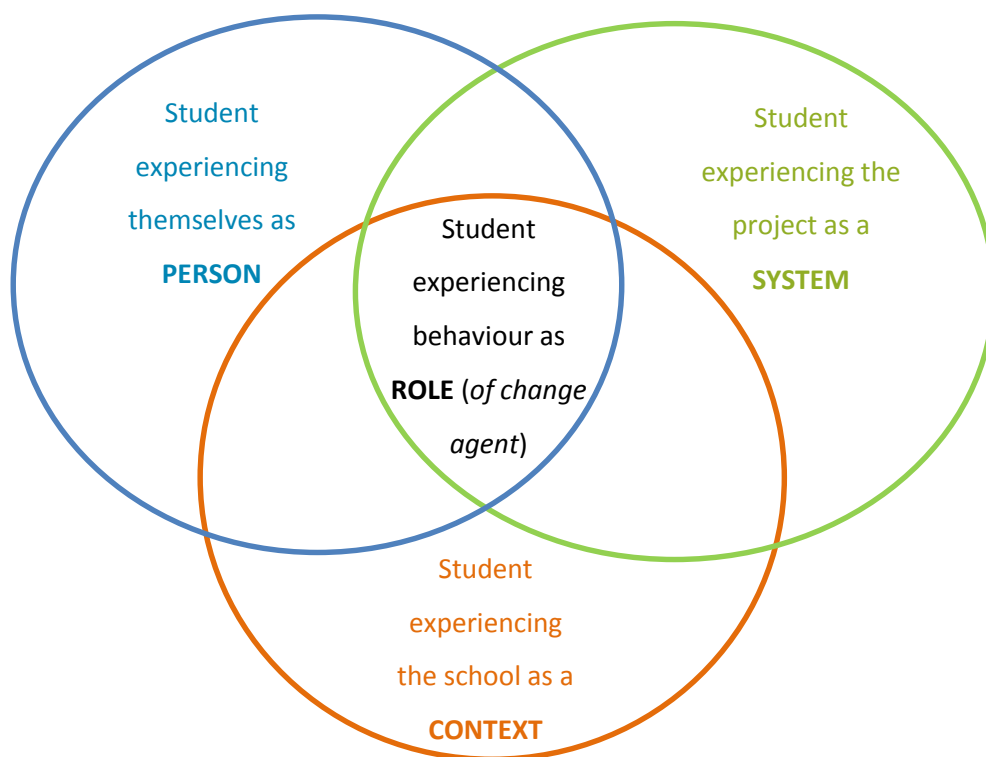 Student
experiencing
themselves as
PERSON
Student
experiencing the
project as a
SYSTEM
Student
experiencing
behaviour as
ROLE (of change
agent)
Student
experiencing
the school as a
CONTEXT